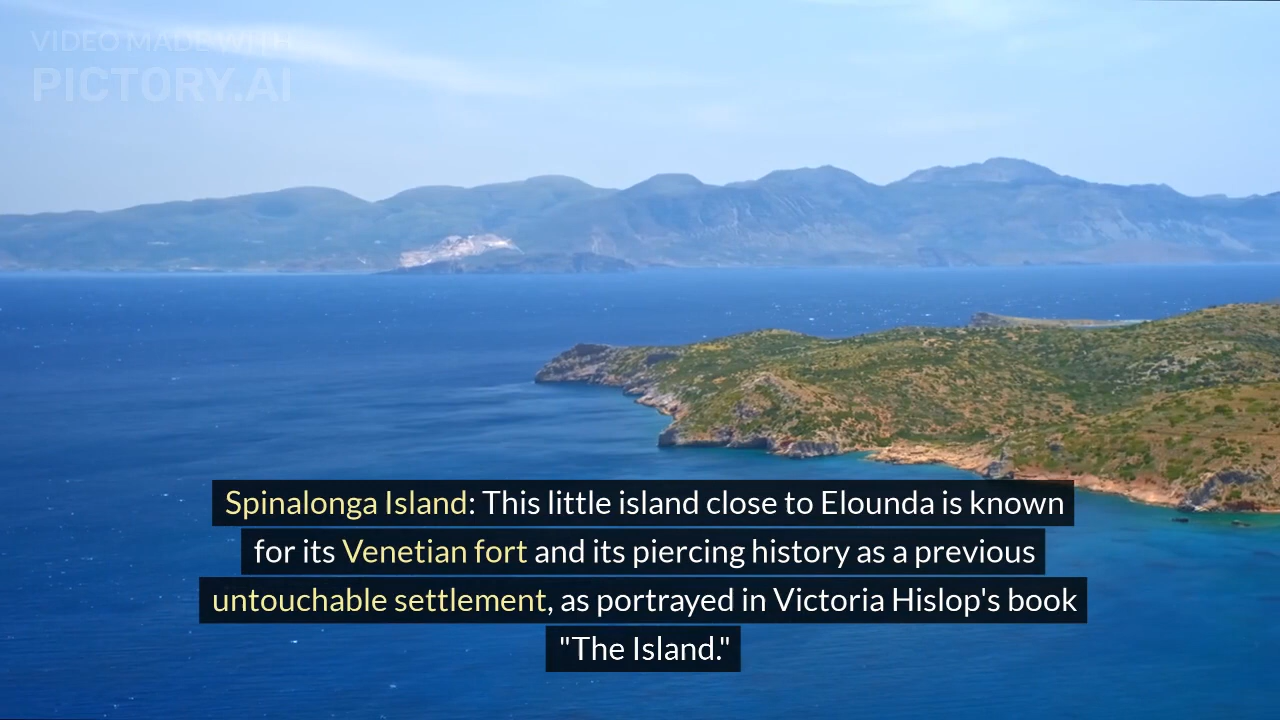 VIDEO MADE WITH
PICTORY.AI
Spinalonga Island: This little island close to Elounda is known
for its Venetian fort and its piercing history as a previous
untouchable settlement, as portrayed in Victoria Hislop's book
"The Island."